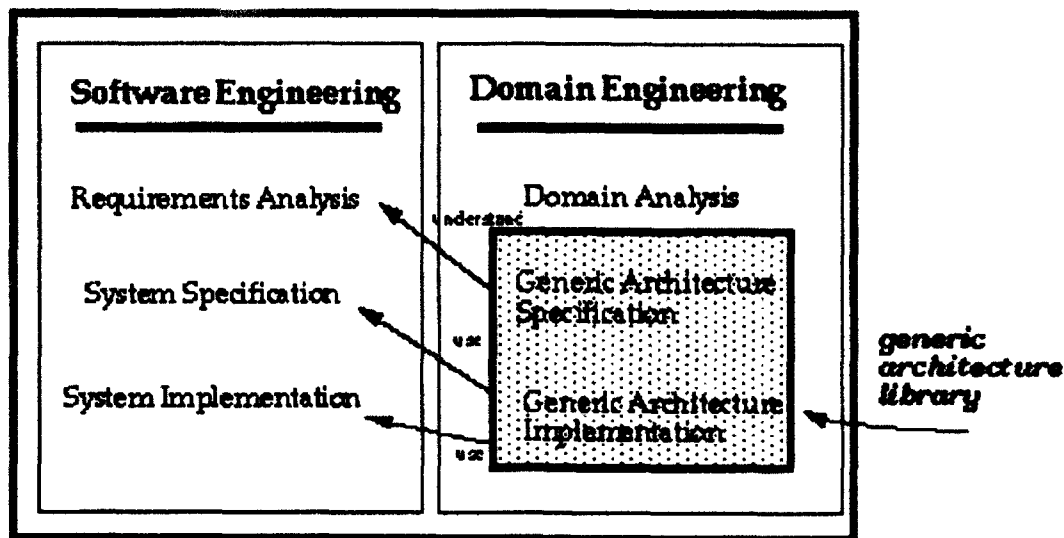 Software Engineering
Requirements Analysis
System Specification
System Implementation
Domain Engineering
Domain Analysis
understand
Generic Architecture
Specification
use
Generic Architecture
Implementation
use
generic
architecture
library